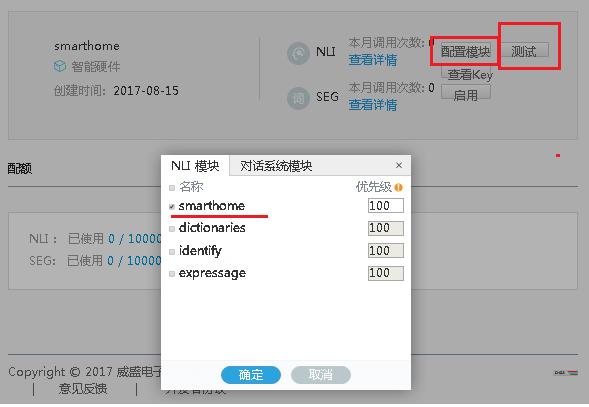 smarthome
智能硬件
创建时间: 2017-08-15
NLI 本月调用次数: 0
查看详情
SEG 本月调用次数: 0
查看详情
配置模块
测试
查看Key
启用
配额
NLI： 已使用 0 / 10000
SEG: 已使用 0 / 10000
NLI 模块 对话系统模块 ×
名称 优先级
smarthome 100
dictionaries 100
identify 100
expressage 100
确定 取消
Copyright © 2017 威盛电子
| 意见反馈 |